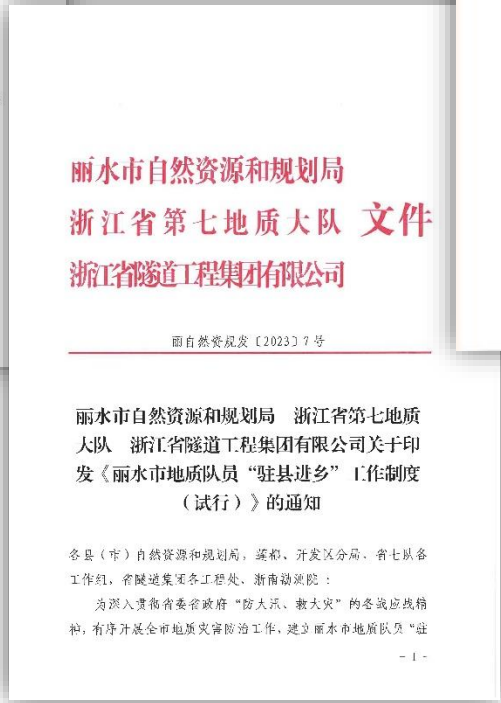 丽水市自然资源和规划局
浙江省第七地质大队 文件
浙江省隧道工程集团有限公司
丽自然资规发〔2023〕7号
丽水市自然资源和规划局 浙江省第七地质
大队 浙江省隧道工程集团有限公司关于印
发《丽水市地质队员“驻县进乡”工作制度
（试行）》的通知
各县（市）自然资源和规划局，莲都、开发区分局，省七队各
工作组，省隧道集团各工程处、浙南勘测院：
为深入贯彻省委省政府“防大汛、救大灾”的备战应战精
神，有序开展全市地质灾害防治工作、建立丽水市地质队员“驻
- 1 -